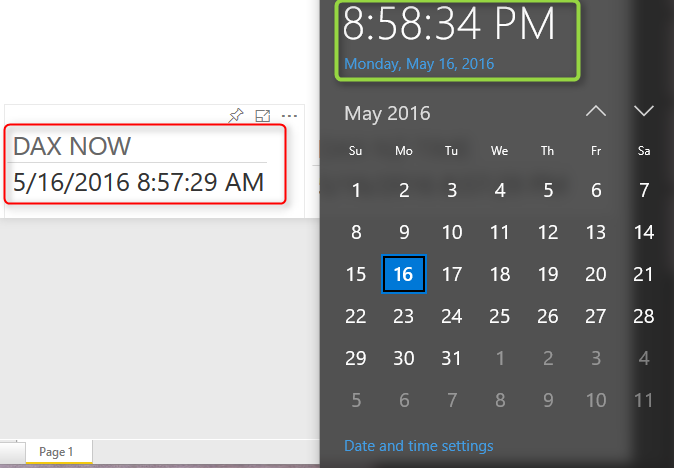 8:58:34 PM
Monday, May 16, 2016
May 2016
Su Mo Tu We Th Fr Sa
1 2 3 4 5 6 7
8 9 10 11 12 13 14
15 16 17 18 19 20 21
22 23 24 25 26 27 28
29 30 31 1 2 3 4
5 6 7 8 9 10 11
Date and time settings
DAX NOW
5/16/2016 8:57:29 AM
Page 1